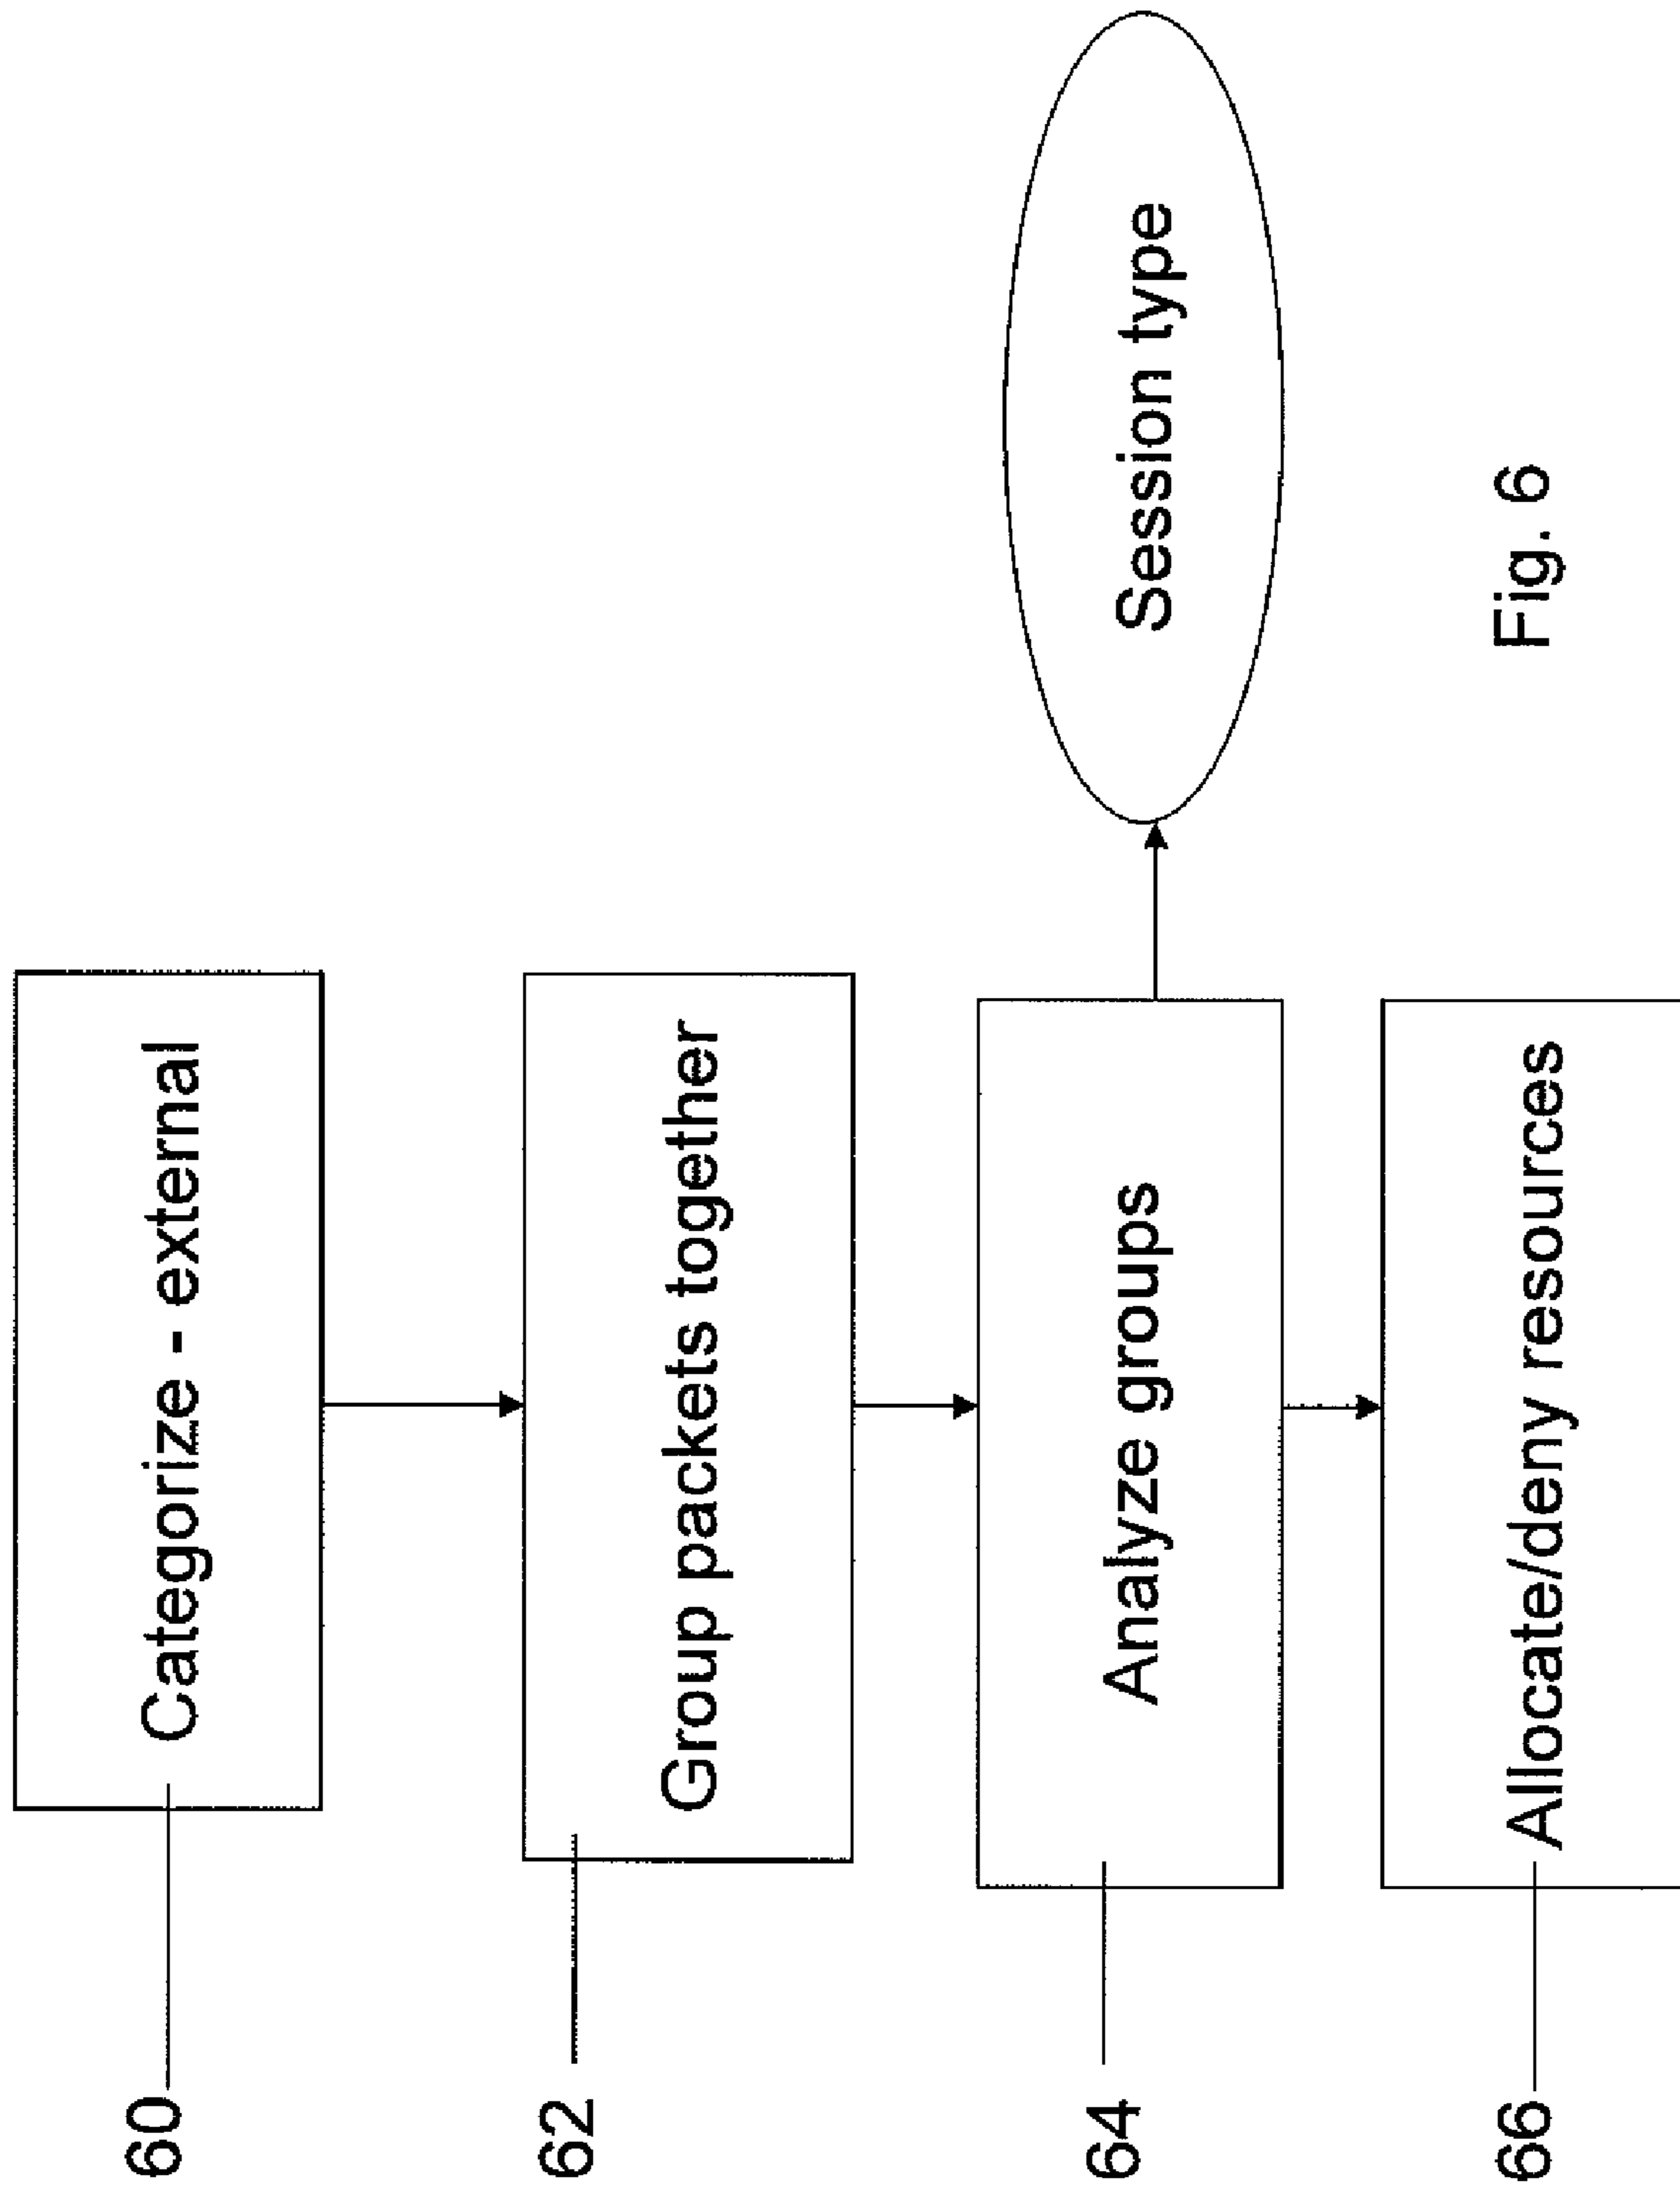 60
Categorize - external
62
Group packets together
64
Analyze groups
Session type
66
Allocate/deny resources
Fig. 6